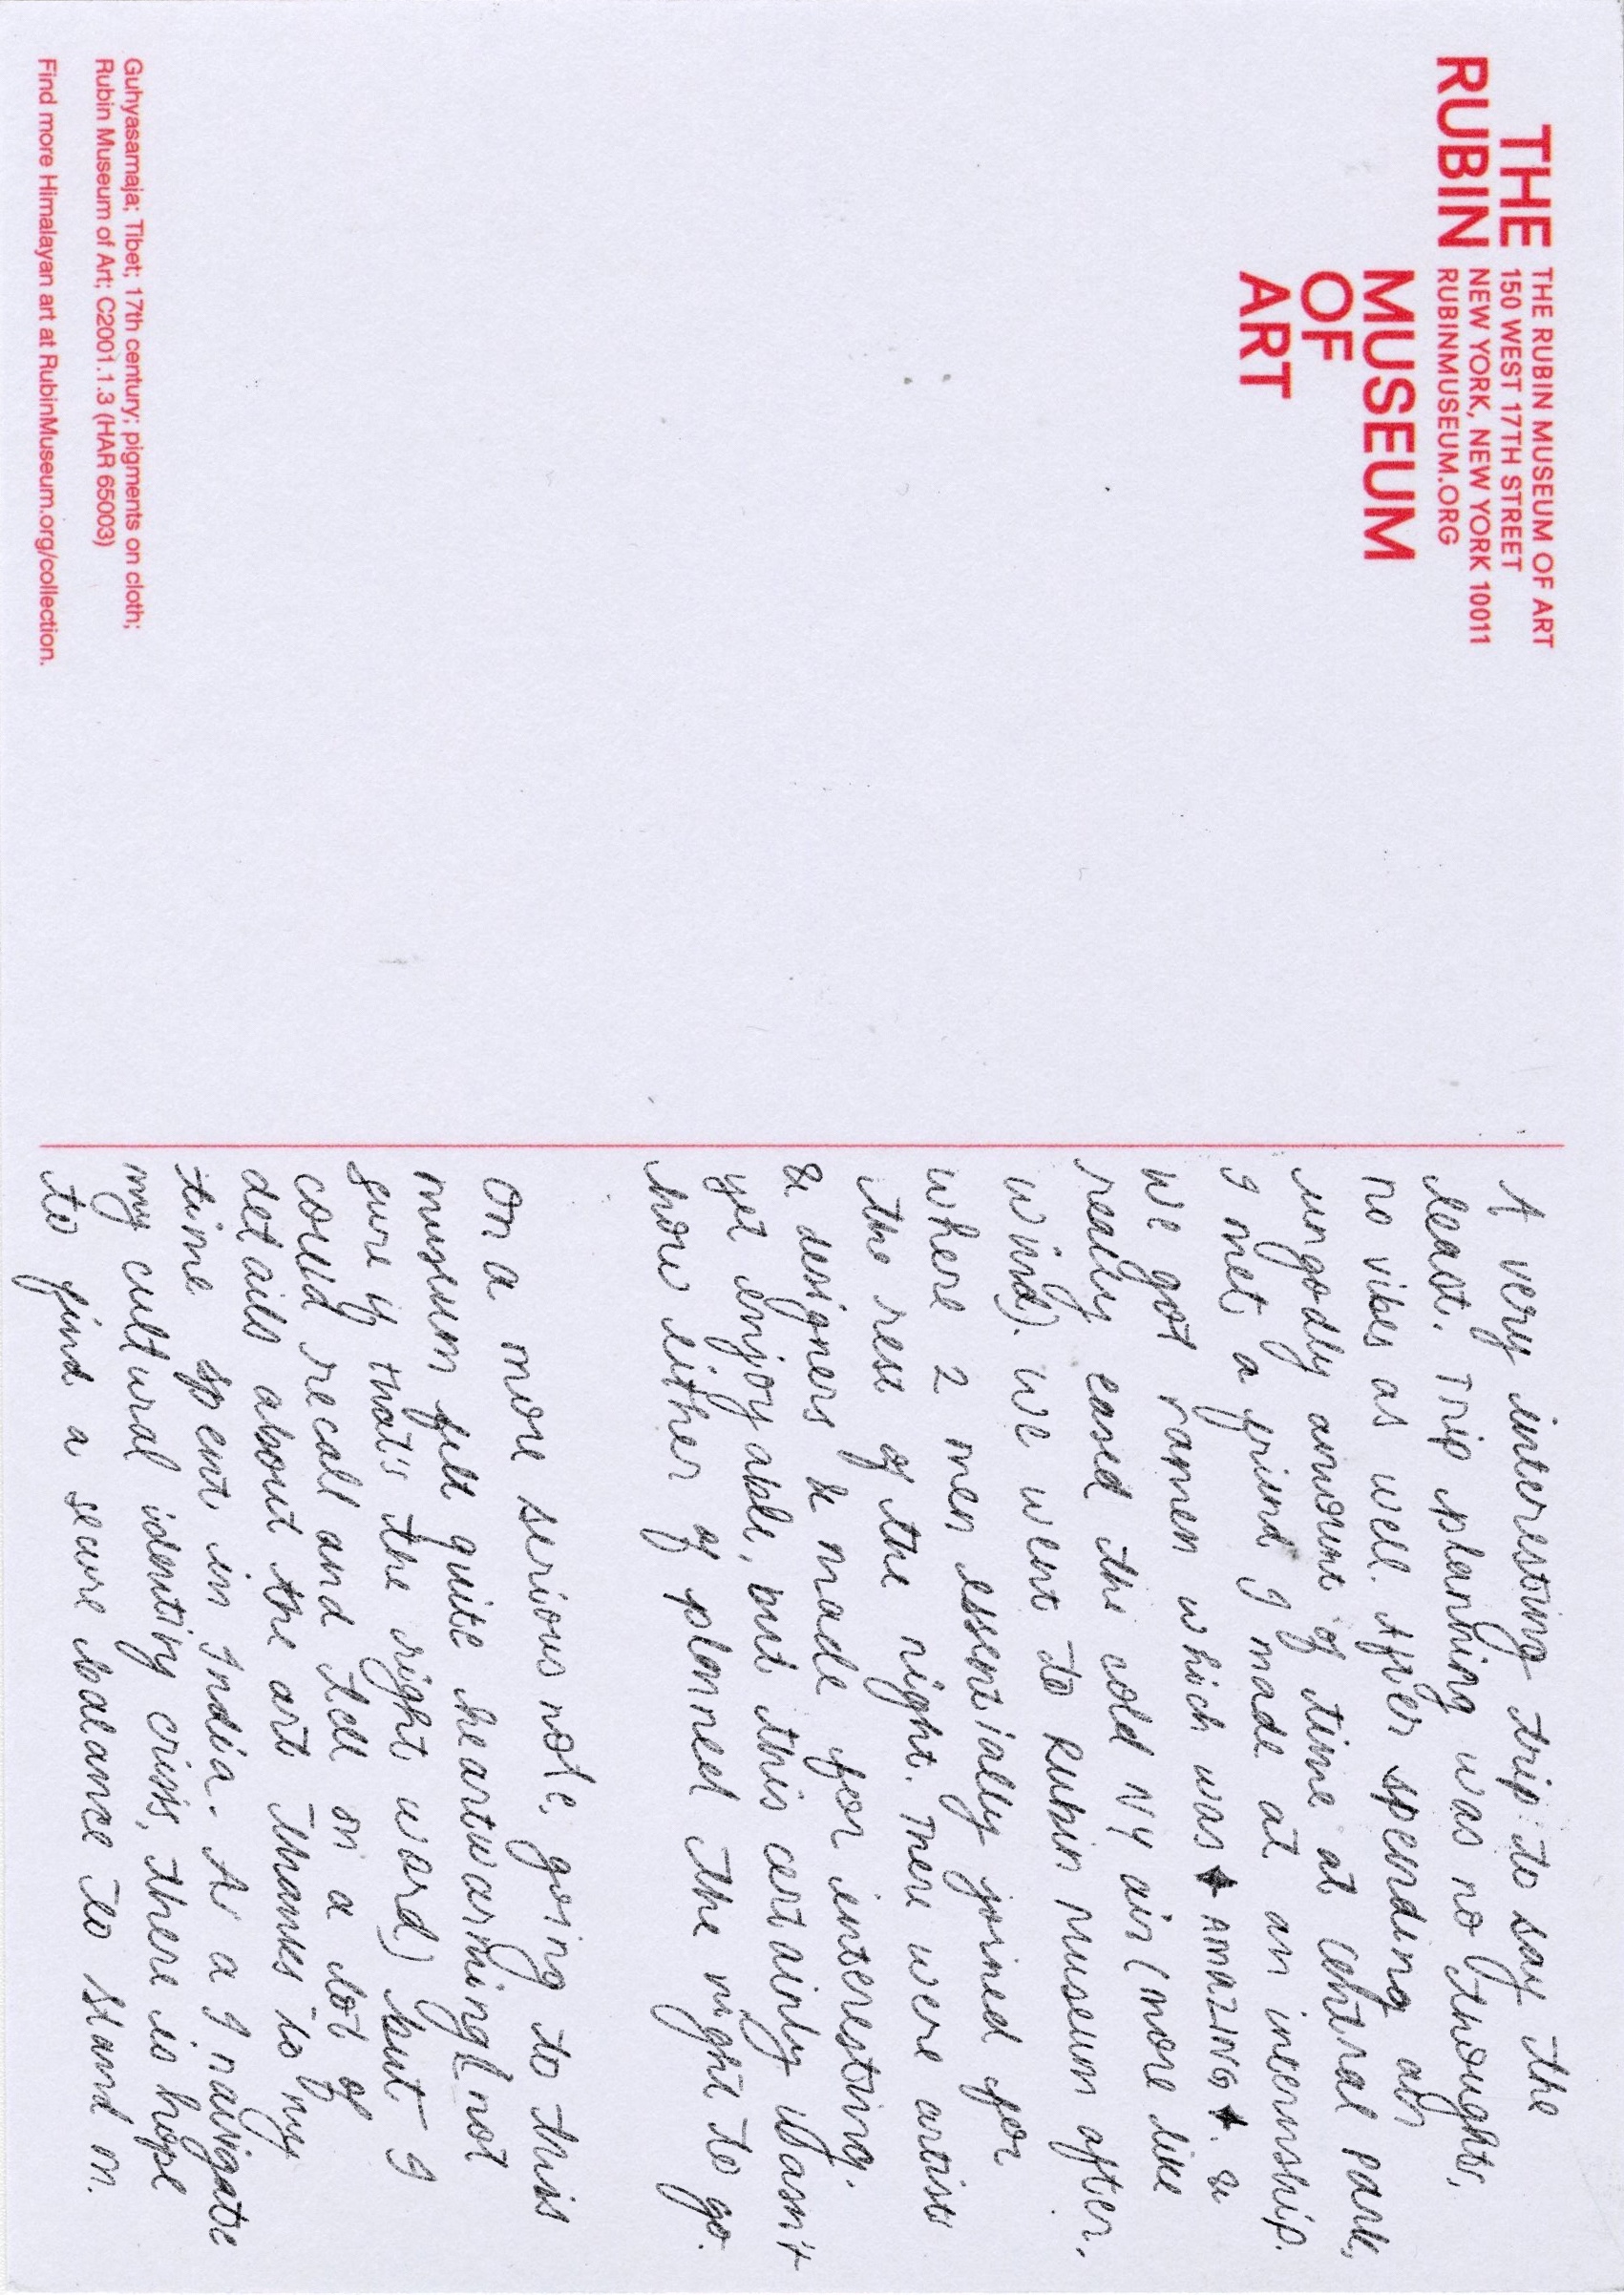 THE
RUBIN
MUSEUM
OF
ART
THE RUBIN MUSEUM OF ART
150 WEST 17TH STREET
NEW YORK, NEW YORK 10011
RUBINMUSEUM.ORG
Guhyasamaja; Tibet; 17th century; pigments on cloth;
Rubin Museum of Art; C2001.1.3 (HAR 65003)
Find more Himalayan art at RubinMuseum.org/collection.
A very interesting trip to say the
least. Trip planning was no thoughts,
no vibes as well. After spending an
ungodly amount of time at central park,
I met a friend I made at an internship.
We got ramen which was ✦ AMAZING ✦. &
really eased the cold NY air (more like
wind). We went to Rubin Museum after,
where 2 men essentially joined for
the rest of the night. There were artists
& designers & made for interesting,
yet enjoyable, but this certainly wasn't
how either of planned the night to go.
On a more serious note, going to this
museum felt quite heartwarming (not
sure if that's the right word) but I
could recall and tell on a lot of
details about the art thanks to my
time spent in India. As a I navigate
my cultural identity crisis, there is hope
to find a secure balance to stand on.